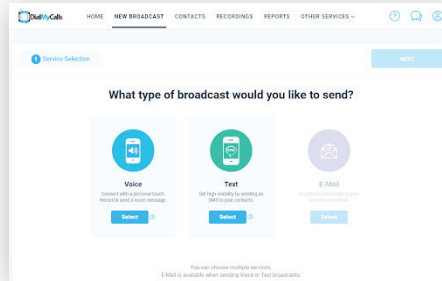 DialMyCalls
HOME NEW BROADCAST CONTACTS RECORDINGS REPORTS OTHER SERVICES
1 Service Selection
NEXT
What type of broadcast would you like to send?
Voice
Connect with a personal touch.
Record & send a voice message.
Select
Text
Get high visibility by sending an
SMS to your contacts.
Select
E-Mail
Select
You can choose multiple services.
E-Mail is available when sending Voice or Text broadcasts.